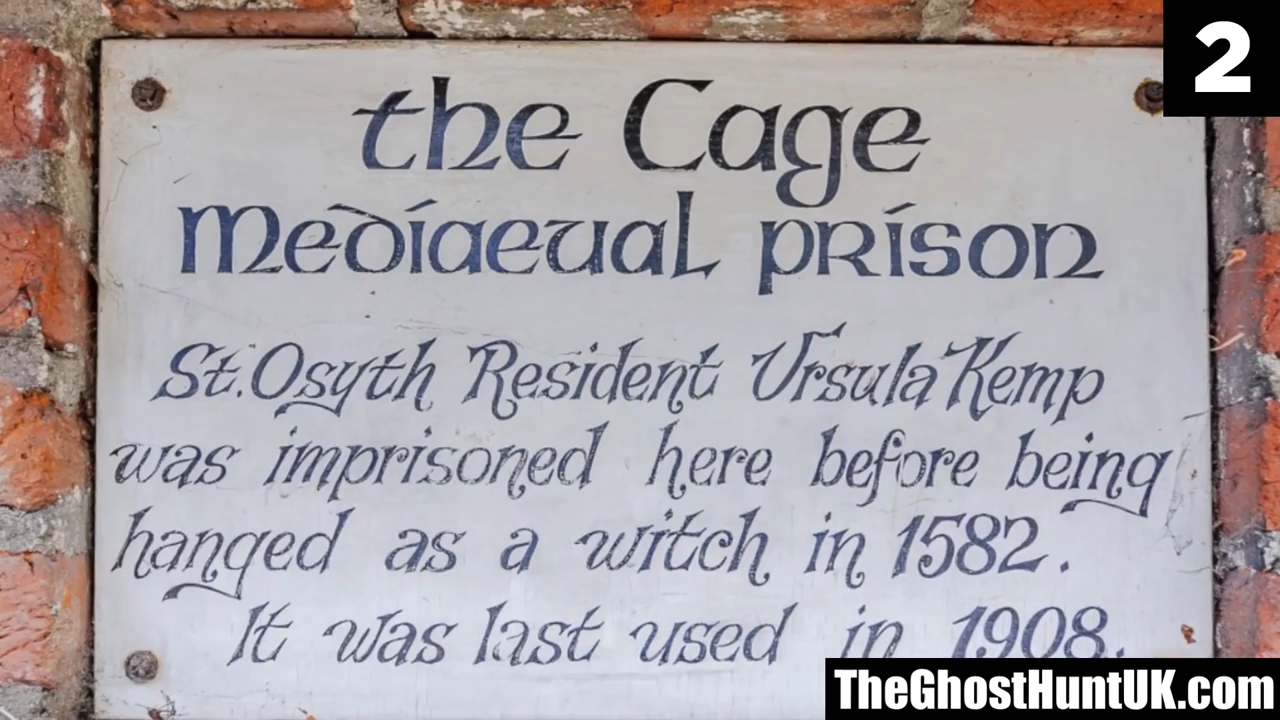 2
the Cage
Mediaeval prison
St. Osyth Resident Ursula Kemp
was imprisoned here before being
hanged as a witch in 1582.
It was last used in 1908.
TheGhostHuntUK.com